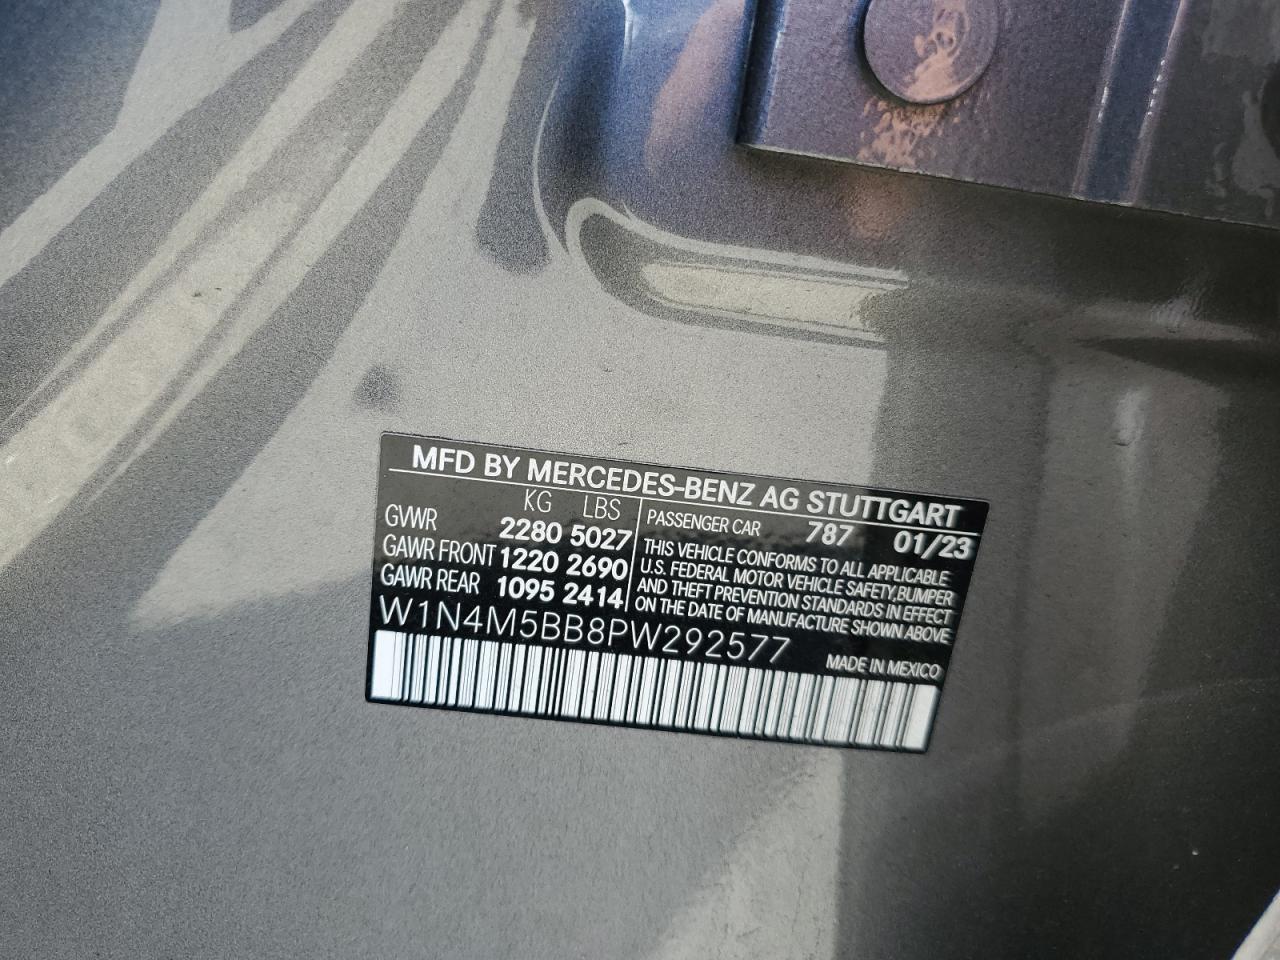 MFD BY MERCEDES-BENZ AG STUTTGART
KG LBS
GVWR 2280 5027
GAWR FRONT 1220 2690
GAWR REAR 1095 2414
PASSENGER CAR 787 01/23
THIS VEHICLE CONFORMS TO ALL APPLICABLE
U.S. FEDERAL MOTOR VEHICLE SAFETY,BUMPER
AND THEFT PREVENTION STANDARDS IN EFFECT
ON THE DATE OF MANUFACTURE SHOWN ABOVE
W1N4M5BB8PW292577
MADE IN MEXICO